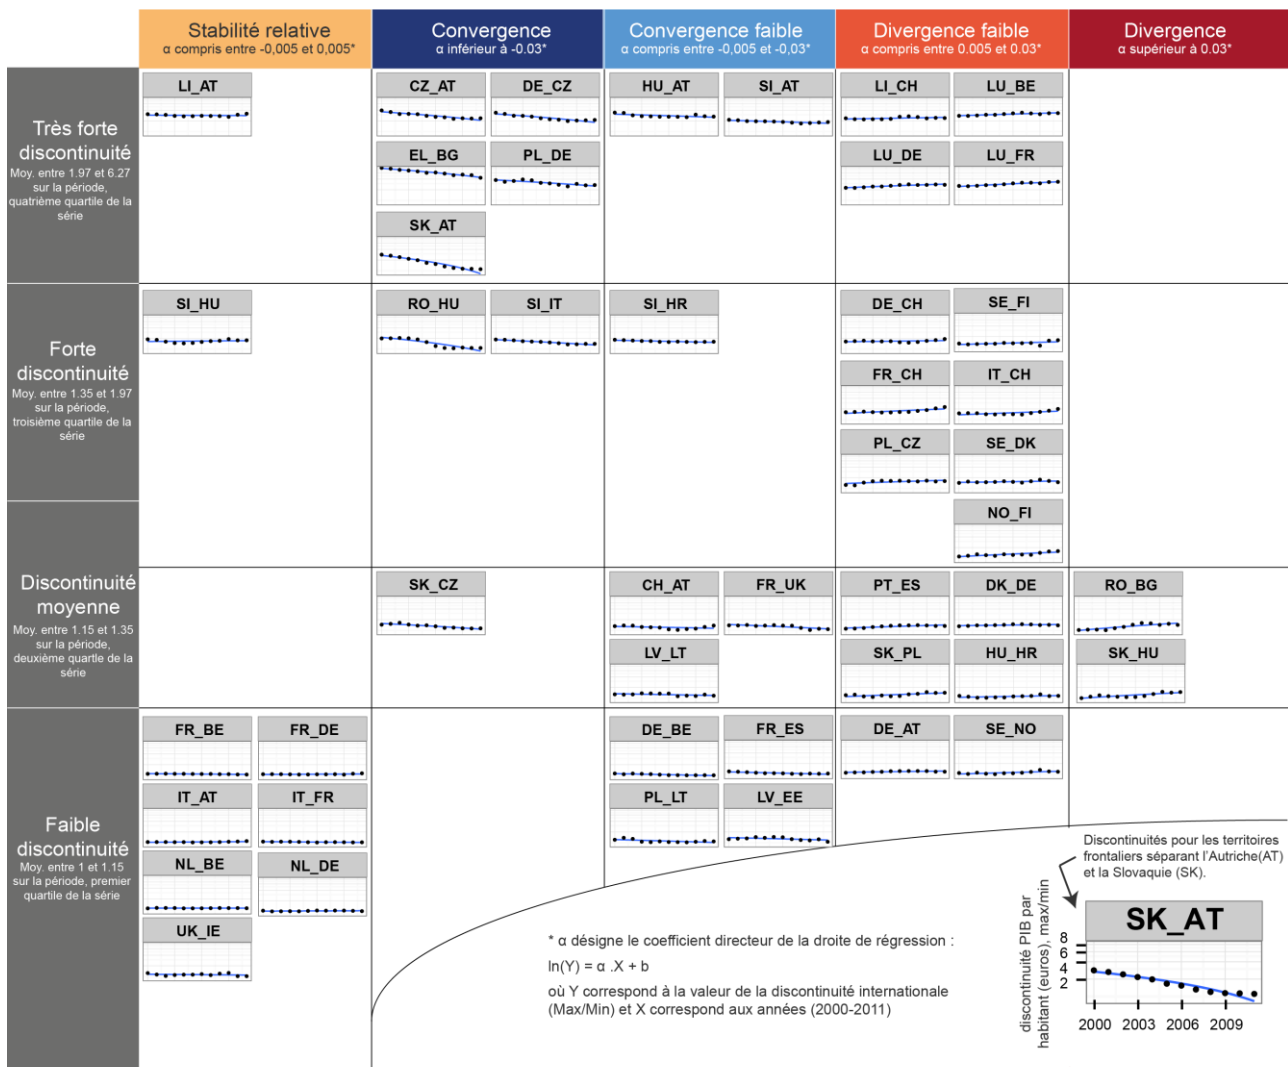 Stabilité relative
α compris entre -0,005 et 0,005*
Convergence
α inférieur à -0.03*
Convergence faible
α compris entre -0,005 et -0,03*
Divergence faible
α compris entre 0.005 et 0.03*
Divergence
α supérieur à 0.03*
Très forte
discontinuité
Moy. entre 1.97 et 6.27
sur la période,
quatrième quartile de la
série
LI_AT
CZ_AT
DE_CZ
HU_AT
SI_AT
LI_CH
LU_BE
EL_BG
PL_DE
LU_DE
LU_FR
SK_AT
Forte
discontinuité
Moy. entre 1.35 et 1.97
sur la période,
troisième quartile de la
série
SI_HU
RO_HU
SI_IT
SI_HR
DE_CH
SE_FI
FR_CH
IT_CH
PL_CZ
SE_DK
NO_FI
Discontinuité
moyenne
Moy. entre 1.15 et 1.35
sur la période,
deuxième quartle de la
série
SK_CZ
CH_AT
FR_UK
PT_ES
DK_DE
RO_BG
LV_LT
SK_PL
HU_HR
SK_HU
Faible
discontinuité
Moy. entre 1 et 1.15
sur la période, premier
quartile de la série
FR_BE
FR_DE
DE_BE
FR_ES
DE_AT
SE_NO
IT_AT
IT_FR
PL_LT
LV_EE
NL_BE
NL_DE
UK_IE
* α désigne le coefficient directeur de la droite de régression :
ln(Y) = α .X + b
où Y correspond à la valeur de la discontinuité internationale
(Max/Min) et X correspond aux années (2000-2011)
Discontinuités pour les territoires
frontaliers séparant l'Autriche(AT)
et la Slovaquie (SK).
discontinuité PIB par
habitant (euros), max/min
SK_AT
8
6
4
2
2000
2003
2006
2009